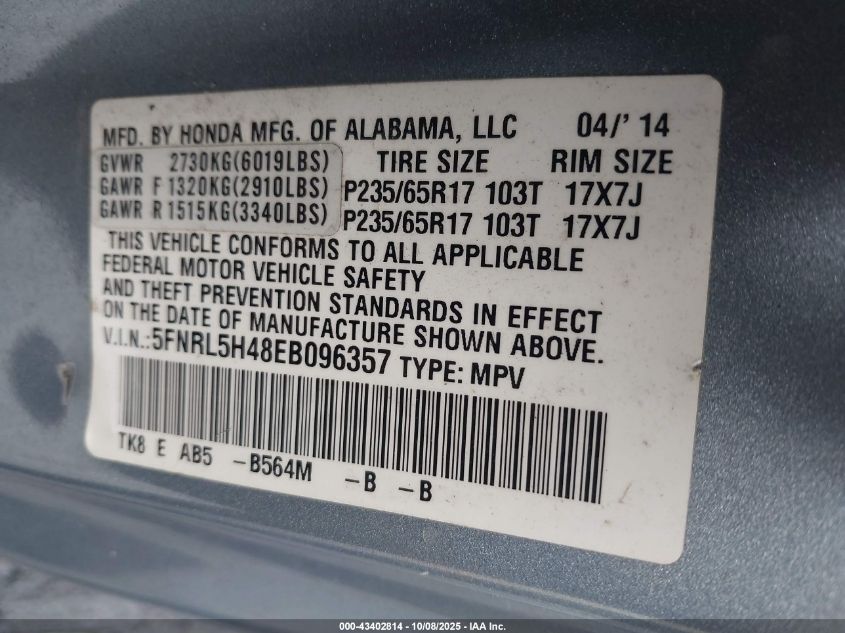 MFD. BY HONDA MFG. OF ALABAMA, LLC 04/' 14
GVWR 2730KG(6019LBS) TIRE SIZE RIM SIZE
GAWR F 1320KG(2910LBS) P235/65R17 103T 17X7J
GAWR R 1515KG(3340LBS) P235/65R17 103T 17X7J
THIS VEHICLE CONFORMS TO ALL APPLICABLE
FEDERAL MOTOR VEHICLE SAFETY
AND THEFT PREVENTION STANDARDS IN EFFECT
ON THE DATE OF MANUFACTURE SHOWN ABOVE.
V.I.N.:5FNRL5H48EB096357 TYPE: MPV
TK8 E AB5 -B564M -B -B
000-43402814 - 10/08/2025 - IAA Inc.